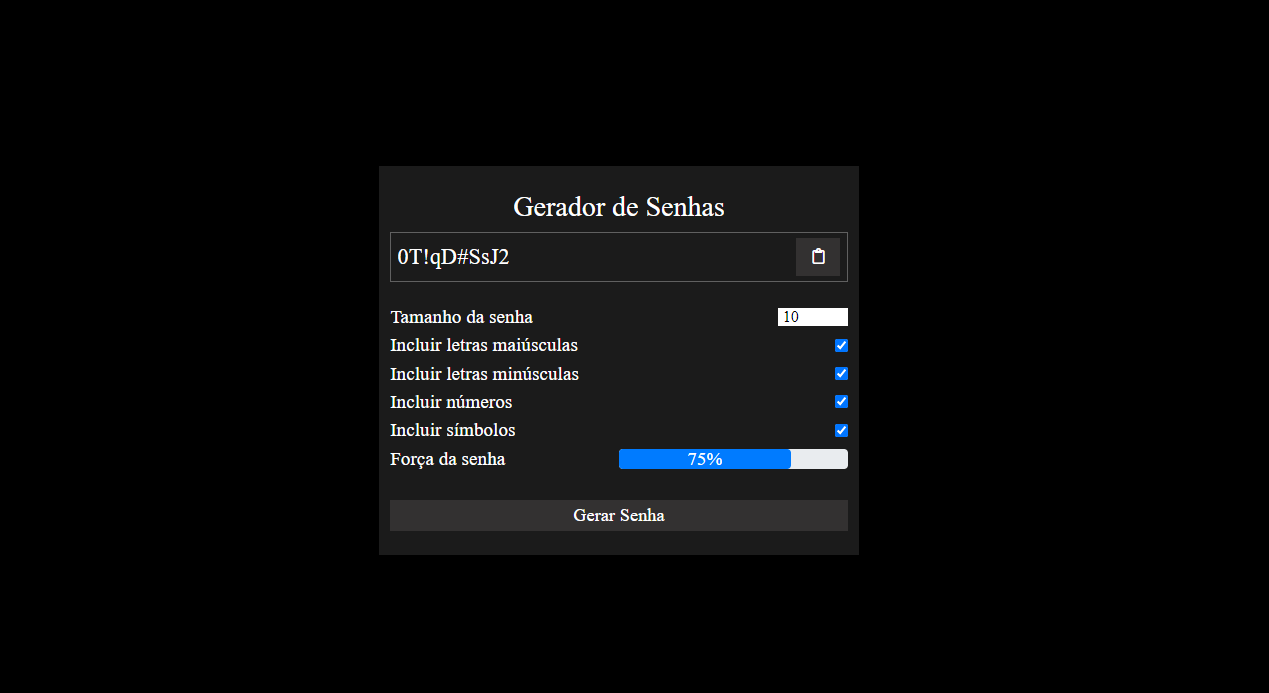 Gerador de Senhas
0T!qD#SsJ2
Tamanho da senha 10
Incluir letras maiúsculas
Incluir letras minúsculas
Incluir números
Incluir símbolos
Força da senha 75%
Gerar Senha